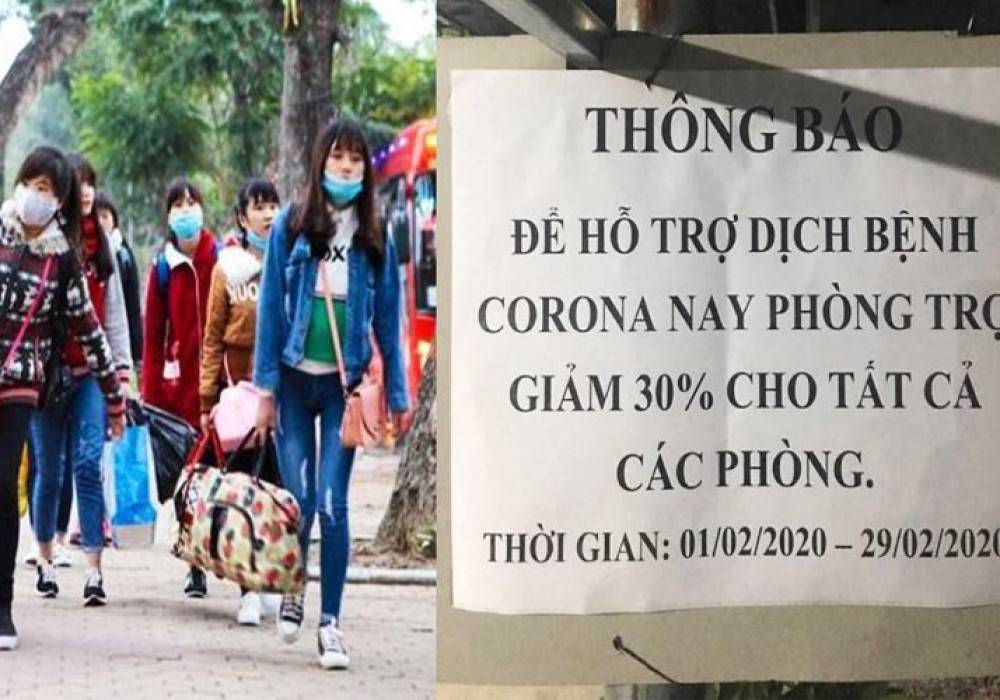 THÔNG BÁO
ĐỂ HỖ TRỢ DỊCH BỆNH
CORONA NAY PHÒNG TRỌ
GIẢM 30% CHO TẤT CẢ
CÁC PHÒNG.
THỜI GIAN: 01/02/2020 – 29/02/2020